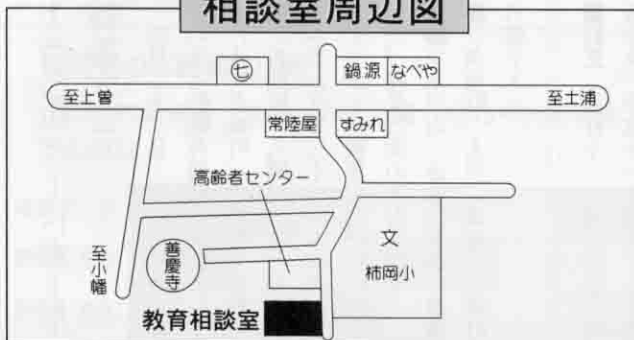 相談室周辺図
㊆
鍋源
なべや
至上曽
至土浦
常陸屋
すみれ
高齢者センター
文
柿岡小
至小幡
善慶寺
教育相談室